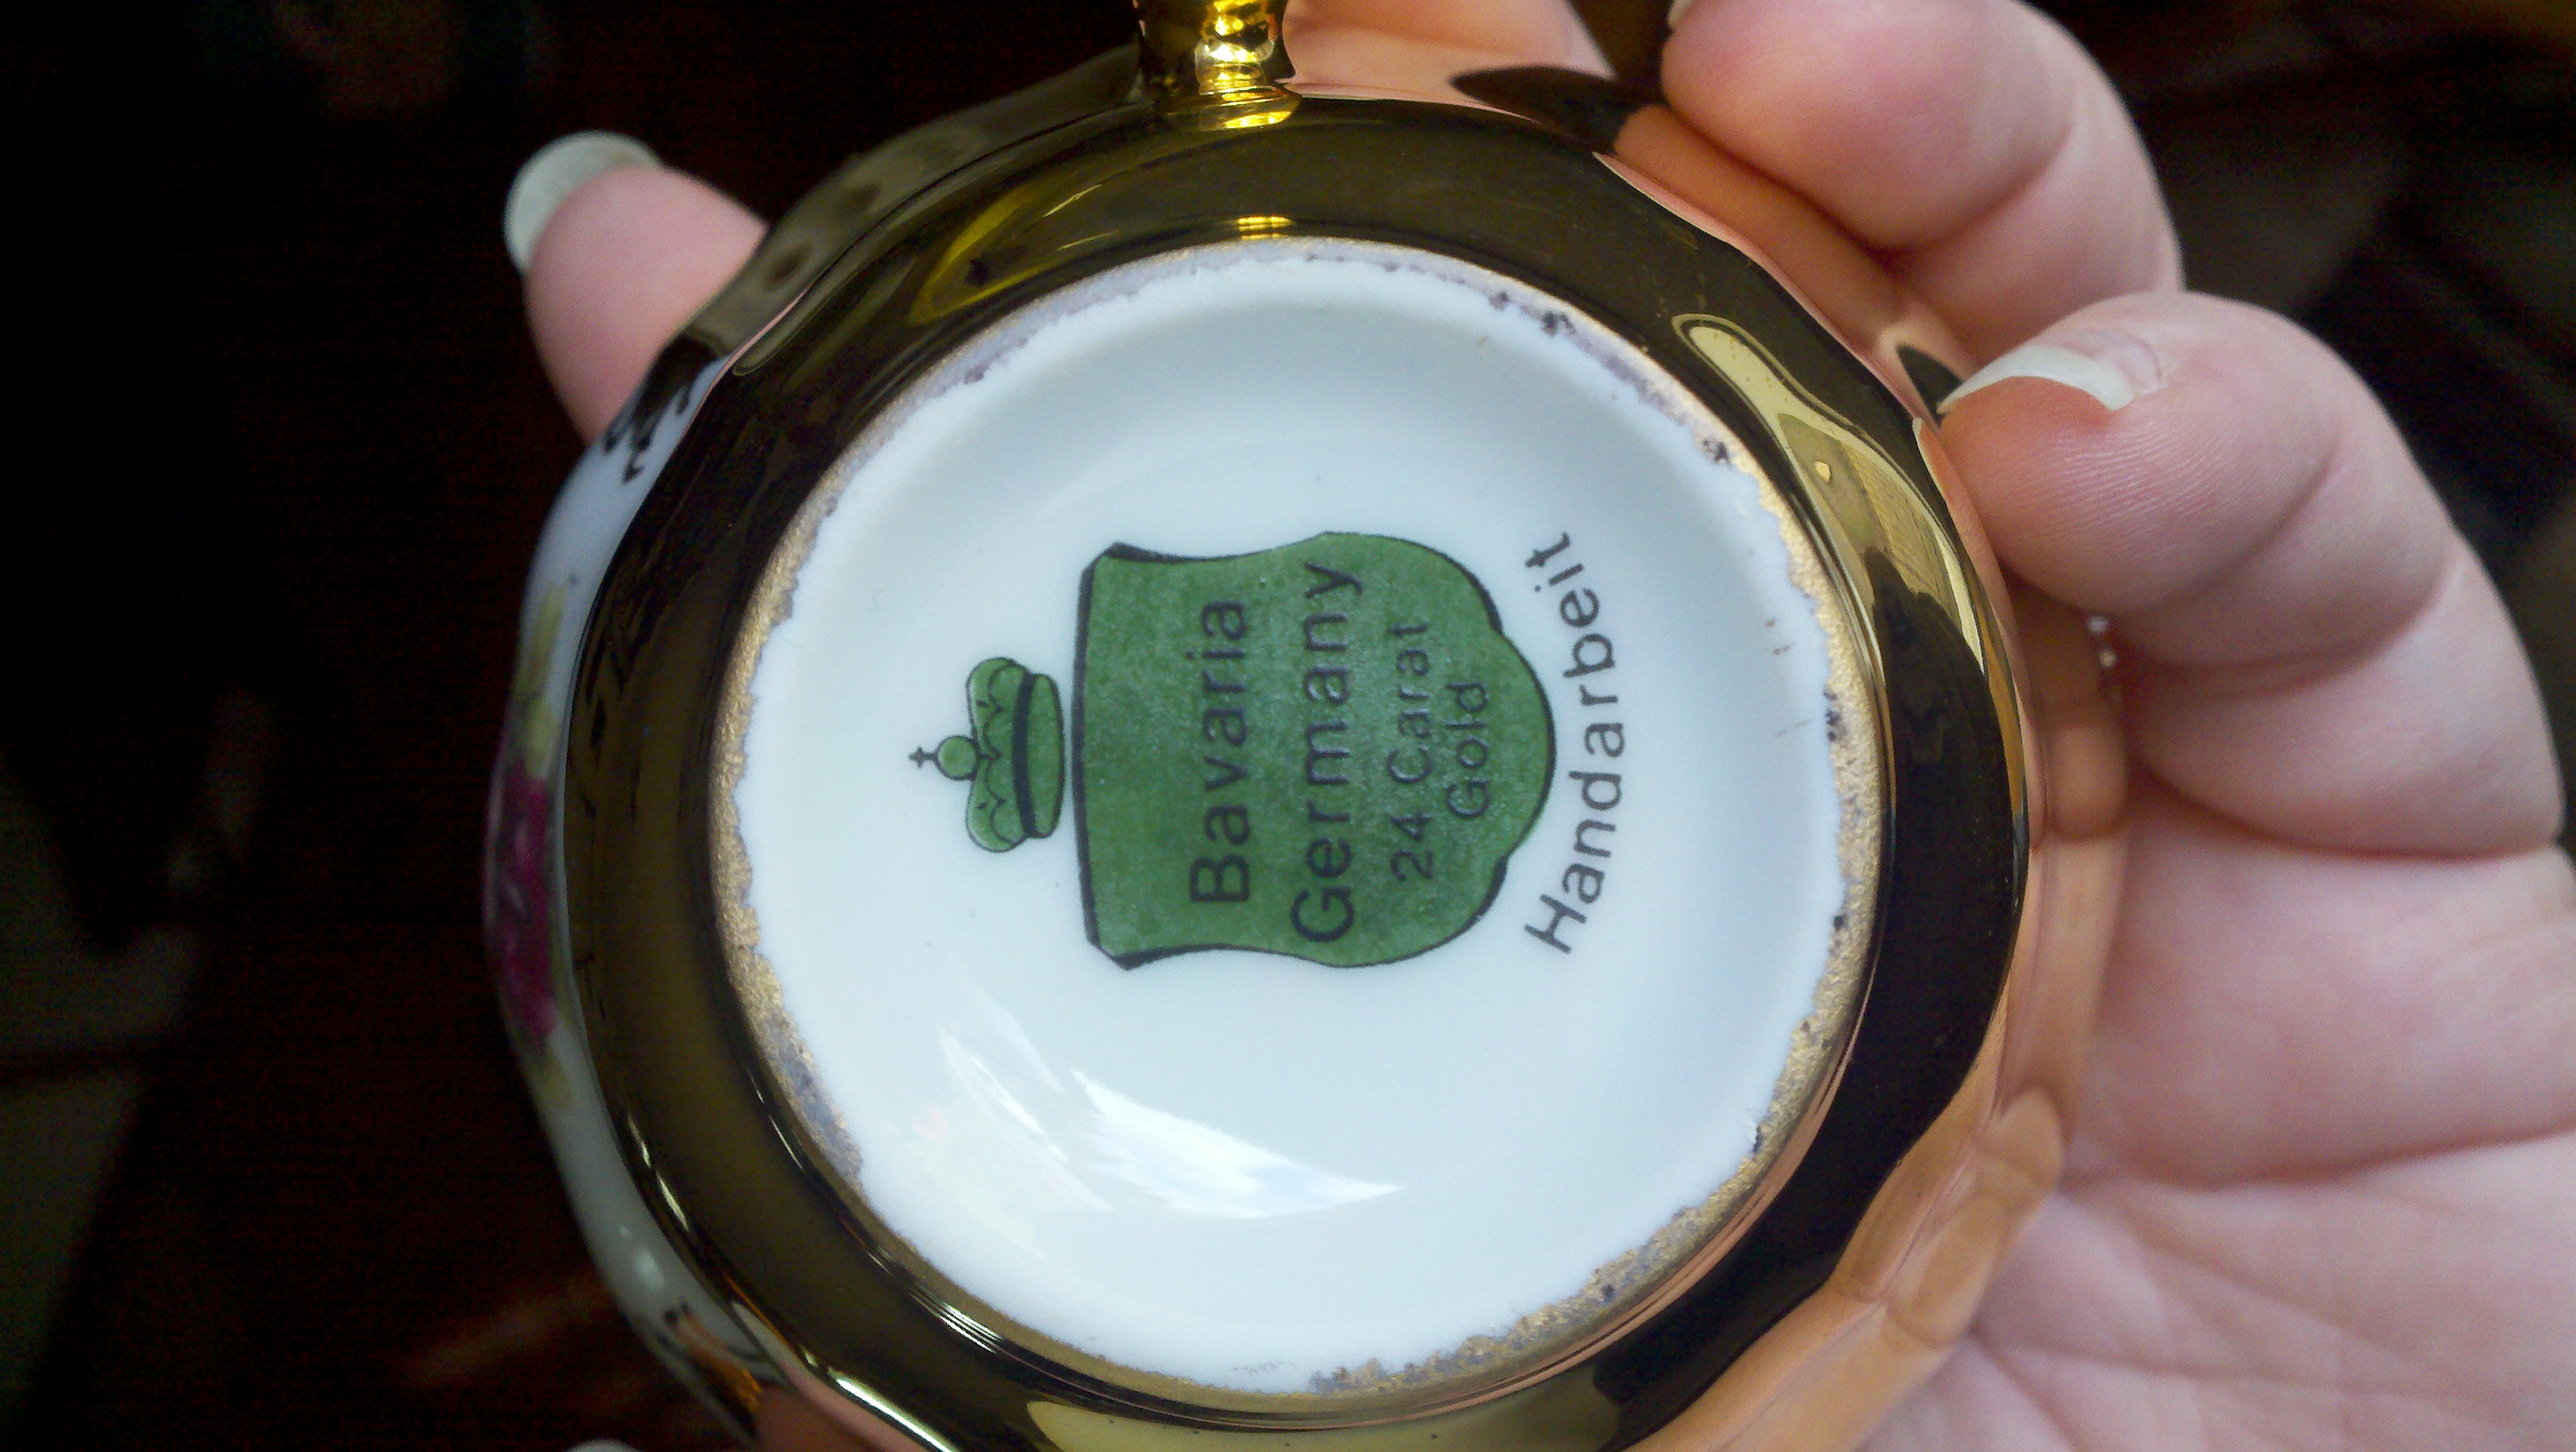 Bavaria
Germany
24 Carat
Gold
Handarbeit